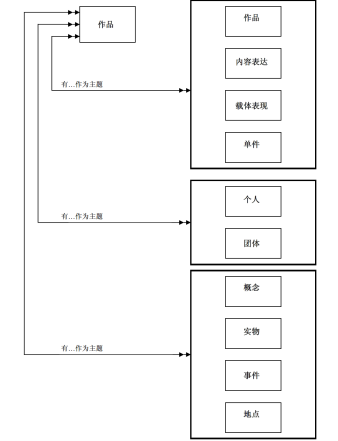 作品
作品
内容表达
有...作为主题
载体表现
单件
个人
有...作为主题
团体
概念
实物
有...作为主题
事件
地点